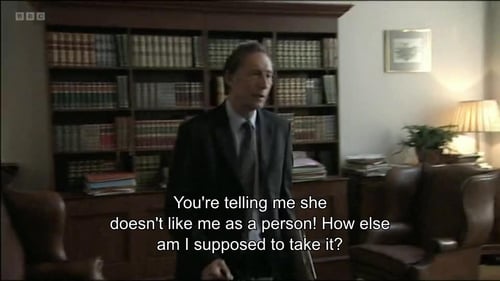 BBC
You're telling me she
doesn't like me as a person! How else
am I supposed to take it?